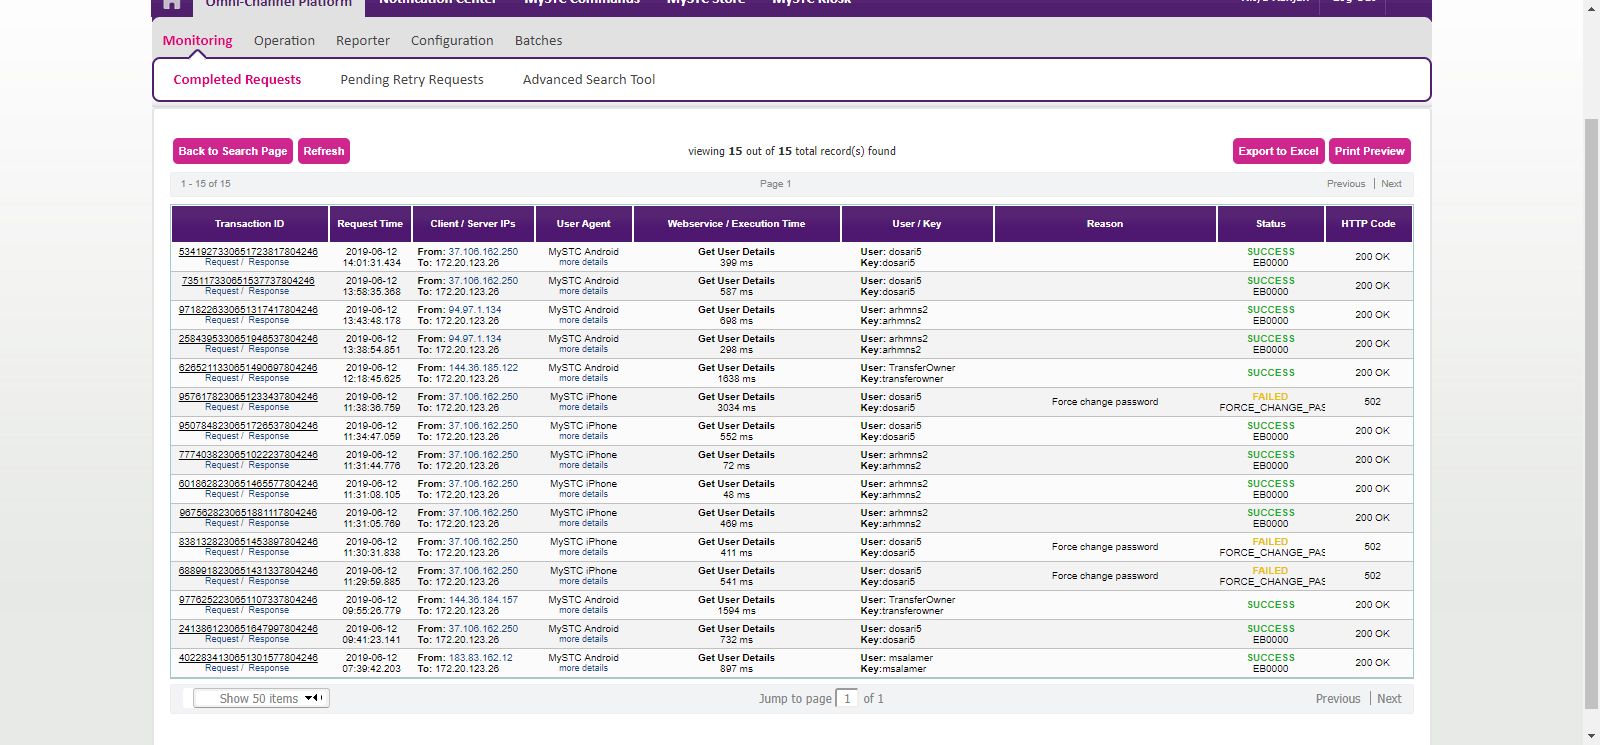 Omni-Channel Platform Notification Center MySTC Commands MySTC Store MySTC Kiosk
Monitoring Operation Reporter Configuration Batches
Completed Requests Pending Retry Requests Advanced Search Tool
Back to Search Page Refresh viewing 15 out of 15 total record(s) found Export to Excel Print Preview
1 - 15 of 15 Page 1 Previous | Next
Transaction ID Request Time Client / Server IPs User Agent Webservice / Execution Time User / Key Reason Status HTTP Code
5341927330651723817804246 2019-06-12 From: 37.106.162.250 MySTC Android Get User Details User: dosari5 SUCCESS 200 OK
Request / Response 14:01:31.434 To: 172.20.123.26 more details 399 ms Key:dosari5 EB0000
735117330651537737804246 2019-06-12 From: 37.106.162.250 MySTC Android Get User Details User: dosari5 SUCCESS 200 OK
Request / Response 13:58:35.368 To: 172.20.123.26 more details 587 ms Key:dosari5 EB0000
9718226330651317417804246 2019-06-12 From: 94.97.1.134 MySTC Android Get User Details User: arhmns2 SUCCESS 200 OK
Request / Response 13:43:48.178 To: 172.20.123.26 more details 698 ms Key:arhmns2 EB0000
2584395330651946537804246 2019-06-12 From: 94.97.1.134 MySTC Android Get User Details User: arhmns2 SUCCESS 200 OK
Request / Response 13:38:54.851 To: 172.20.123.26 more details 298 ms Key:arhmns2 EB0000
6265211330651490697804246 2019-06-12 From: 144.36.185.122 MySTC Android Get User Details User: TransferOwner SUCCESS 200 OK
Request / Response 12:18:45.625 To: 172.20.123.26 more details 1638 ms Key:transferowner
9576178230651233437804246 2019-06-12 From: 37.106.162.250 MySTC iPhone Get User Details User: dosari5 Force change password FAILED 502
Request / Response 11:38:36.759 To: 172.20.123.26 more details 3034 ms Key:dosari5 FORCE_CHANGE_PAS
9507848230651726537804246 2019-06-12 From: 37.106.162.250 MySTC iPhone Get User Details User: dosari5 SUCCESS 200 OK
Request / Response 11:34:47.059 To: 172.20.123.26 more details 552 ms Key:dosari5 EB0000
7774038230651022237804246 2019-06-12 From: 37.106.162.250 MySTC iPhone Get User Details User: arhmns2 SUCCESS 200 OK
Request / Response 11:31:44.776 To: 172.20.123.26 more details 72 ms Key:arhmns2 EB0000
6018628230651465577804246 2019-06-12 From: 37.106.162.250 MySTC iPhone Get User Details User: arhmns2 SUCCESS 200 OK
Request / Response 11:31:08.105 To: 172.20.123.26 more details 48 ms Key:arhmns2 EB0000
9675628230651881117804246 2019-06-12 From: 37.106.162.250 MySTC iPhone Get User Details User: arhmns2 SUCCESS 200 OK
Request / Response 11:31:05.769 To: 172.20.123.26 more details 469 ms Key:arhmns2 EB0000
8381328230651453897804246 2019-06-12 From: 37.106.162.250 MySTC iPhone Get User Details User: dosari5 Force change password FAILED 502
Request / Response 11:30:31.838 To: 172.20.123.26 more details 411 ms Key:dosari5 FORCE_CHANGE_PAS
6889918230651431337804246 2019-06-12 From: 37.106.162.250 MySTC iPhone Get User Details User: dosari5 Force change password FAILED 502
Request / Response 11:29:59.885 To: 172.20.123.26 more details 541 ms Key:dosari5 FORCE_CHANGE_PAS
9776252230651107337804246 2019-06-12 From: 144.36.184.157 MySTC Android Get User Details User: TransferOwner SUCCESS 200 OK
Request / Response 09:55:26.779 To: 172.20.123.26 more details 1594 ms Key:transferowner
2413861230651647997804246 2019-06-12 From: 37.106.162.250 MySTC Android Get User Details User: dosari5 SUCCESS 200 OK
Request / Response 09:41:23.141 To: 172.20.123.26 more details 732 ms Key:dosari5 EB0000
4022834130651301577804246 2019-06-12 From: 183.83.162.12 MySTC Android Get User Details User: msalamer SUCCESS 200 OK
Request / Response 07:39:42.203 To: 172.20.123.26 more details 897 ms Key:msalamer EB0000
Show 50 items Jump to page 1 of 1 Previous | Next